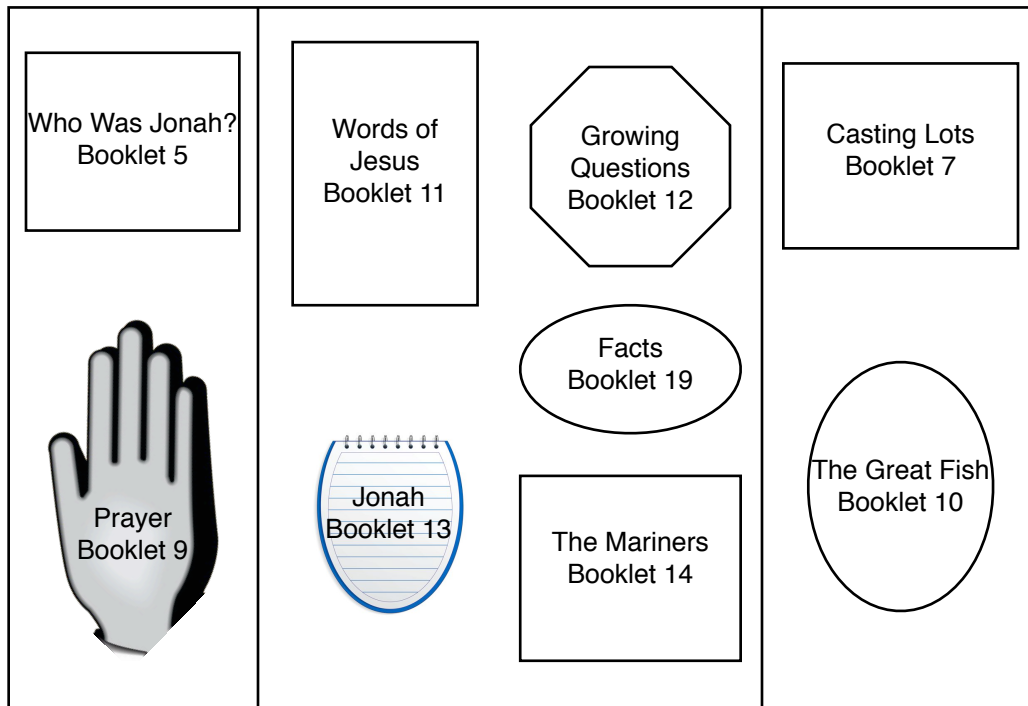 Who Was Jonah?
Booklet 5
Prayer
Booklet 9
Words of
Jesus
Booklet 11
Growing
Questions
Booklet 12
Facts
Booklet 19
Jonah
Booklet 13
The Mariners
Booklet 14
Casting Lots
Booklet 7
The Great Fish
Booklet 10